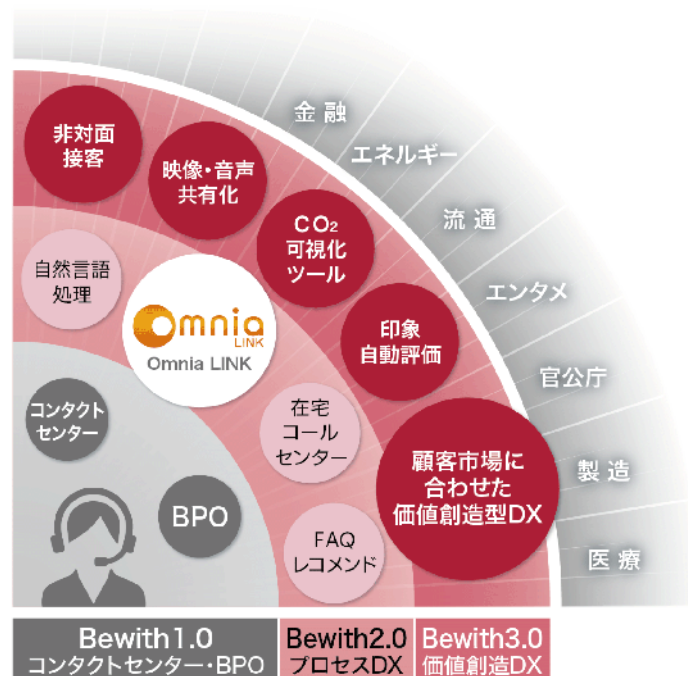 金融
エネルギー
流通
エンタメ
官公庁
製造
医療
非対面
接客
映像・音声
共有化
CO₂
可視化
ツール
印象
自動評価
顧客市場に
合わせた
価値創造型DX
自然言語
処理
Omnia
LINK
Omnia LINK
在宅
コール
センター
FAQ
レコメンド
コンタクト
センター
BPO
Bewith1.0
コンタクトセンター・BPO
Bewith2.0
プロセスDX
Bewith3.0
価値創造DX